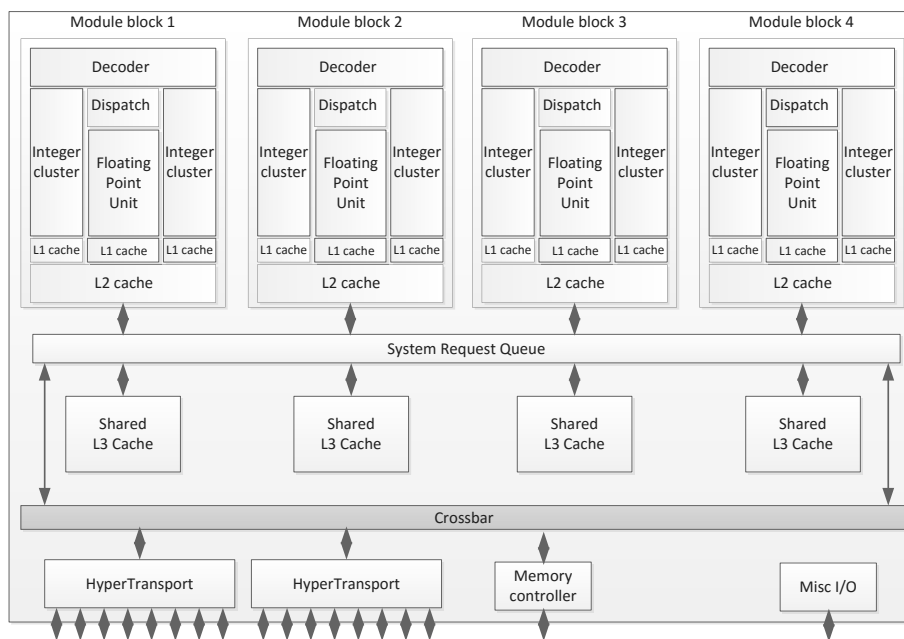 Module block 1
Module block 2
Module block 3
Module block 4
Decoder
Decoder
Decoder
Decoder
Dispatch
Dispatch
Dispatch
Dispatch
Integer
cluster
Floating
Point
Unit
Integer
cluster
Integer
cluster
Floating
Point
Unit
Integer
cluster
Integer
cluster
Floating
Point
Unit
Integer
cluster
Integer
cluster
Floating
Point
Unit
Integer
cluster
L1 cache
L1 cache
L1 cache
L1 cache
L1 cache
L1 cache
L1 cache
L1 cache
L1 cache
L1 cache
L1 cache
L1 cache
L2 cache
L2 cache
L2 cache
L2 cache
System Request Queue
Shared
L3 Cache
Shared
L3 Cache
Shared
L3 Cache
Shared
L3 Cache
Crossbar
HyperTransport
HyperTransport
Memory
controller
Misc I/O